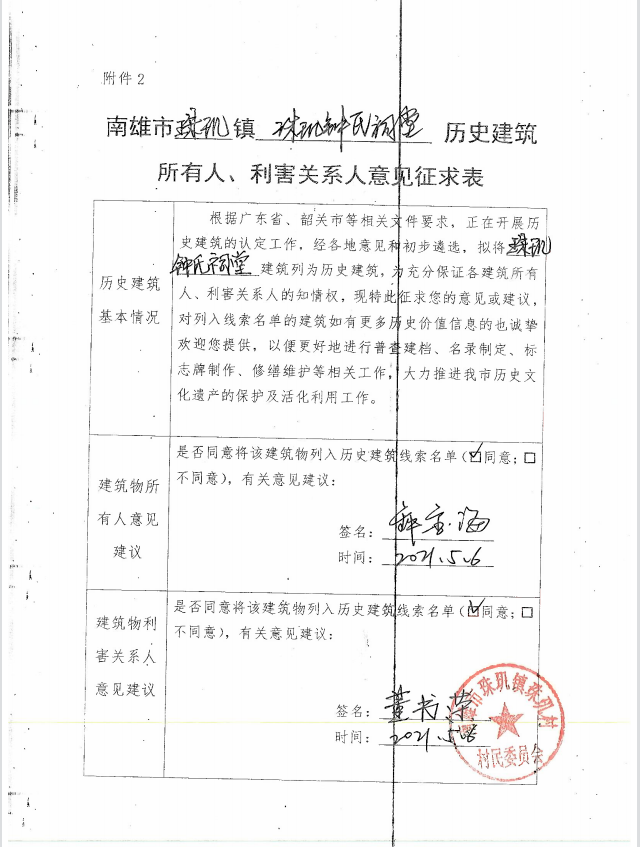 附件2
南雄市珠玑镇 珠玑钟氏祠堂 历史建筑
所有人、利害关系人意见征求表
历史建筑
基本情况
根据广东省、韶关市等相关文件要求，正在开展历
史建筑的认定工作，经各地意见和初步遴选，拟将珠玑
钟氏祠堂 建筑列为历史建筑，为充分保证各建筑所有
人、利害关系人的知情权，现特此征求您的意见或建议，
对列入线索名单的建筑如有更多历史价值信息的也诚挚
欢迎您提供，以便更好地进行普查建档、名录制定、标
志牌制作、修缮维护等相关工作，大力推进我市历史文
化遗产的保护及活化利用工作。
建筑物所
有人意见
建议
是否同意将该建筑物列入历史建筑线索名单（☑同意；□
不同意），有关意见建议：
签名：
时间：2021.5.6
建筑物利
害关系人
意见建议
是否同意将该建筑物列入历史建筑线索名单（☑同意；□
不同意），有关意见建议：
签名：董书荣
时间：2021.5.6
南雄市珠玑镇珠玑村
村民委员会